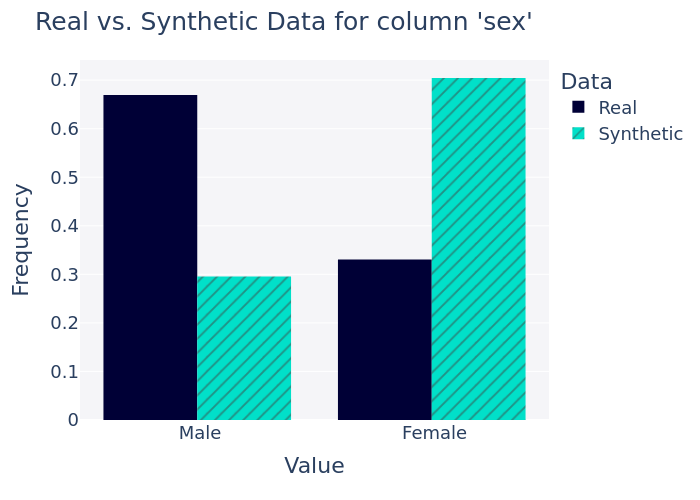 Real vs. Synthetic Data for column 'sex'
Data
Real
Synthetic
Frequency
0.7
0.6
0.5
0.4
0.3
0.2
0.1
0
Male Female
Value